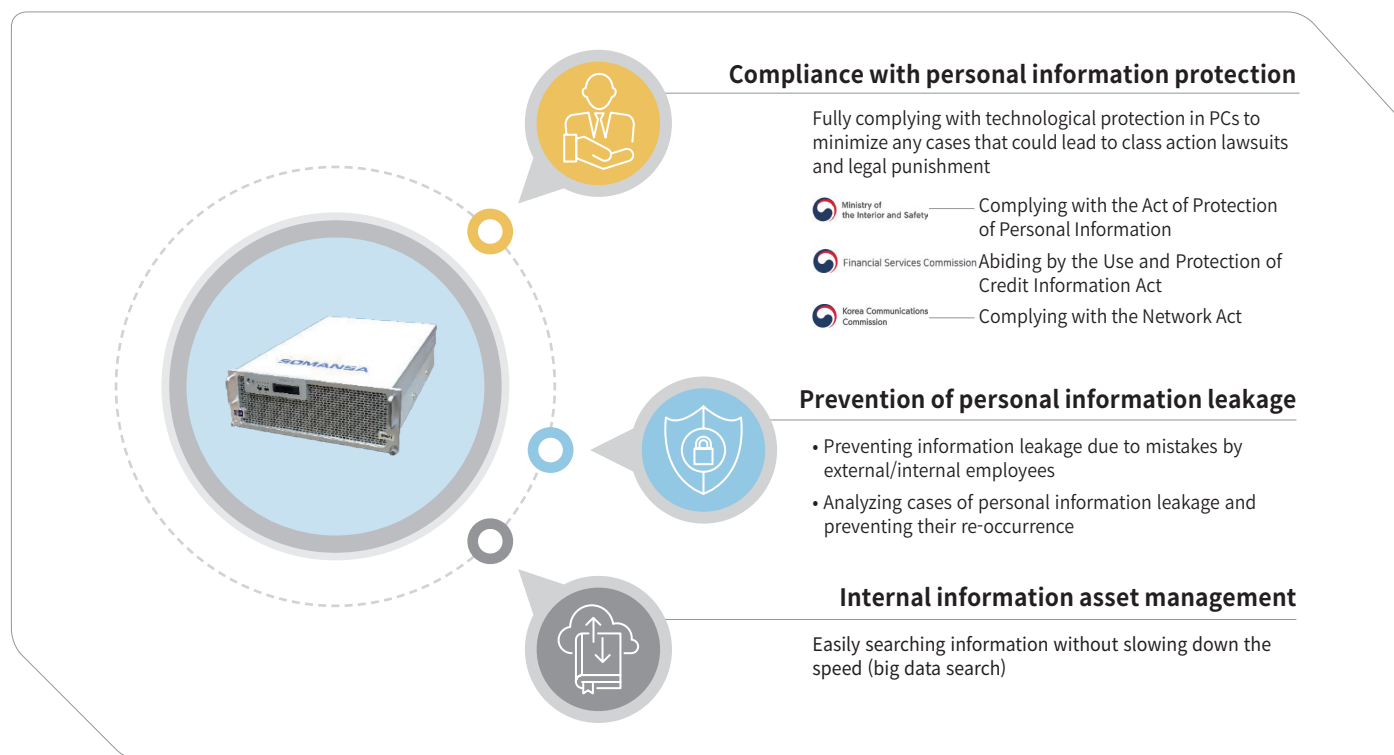 Compliance with personal information protection
Fully complying with technological protection in PCs to
minimize any cases that could lead to class action lawsuits
and legal punishment
Ministry of
the Interior and Safety
Complying with the Act of Protection
of Personal Information
Financial Services Commission
Abiding by the Use and Protection of
Credit Information Act
Korea Communications
Commission
Complying with the Network Act
SOMANSA
Prevention of personal information leakage
• Preventing information leakage due to mistakes by
external/internal employees
• Analyzing cases of personal information leakage and
preventing their re-occurrence
Internal information asset management
Easily searching information without slowing down the
speed (big data search)